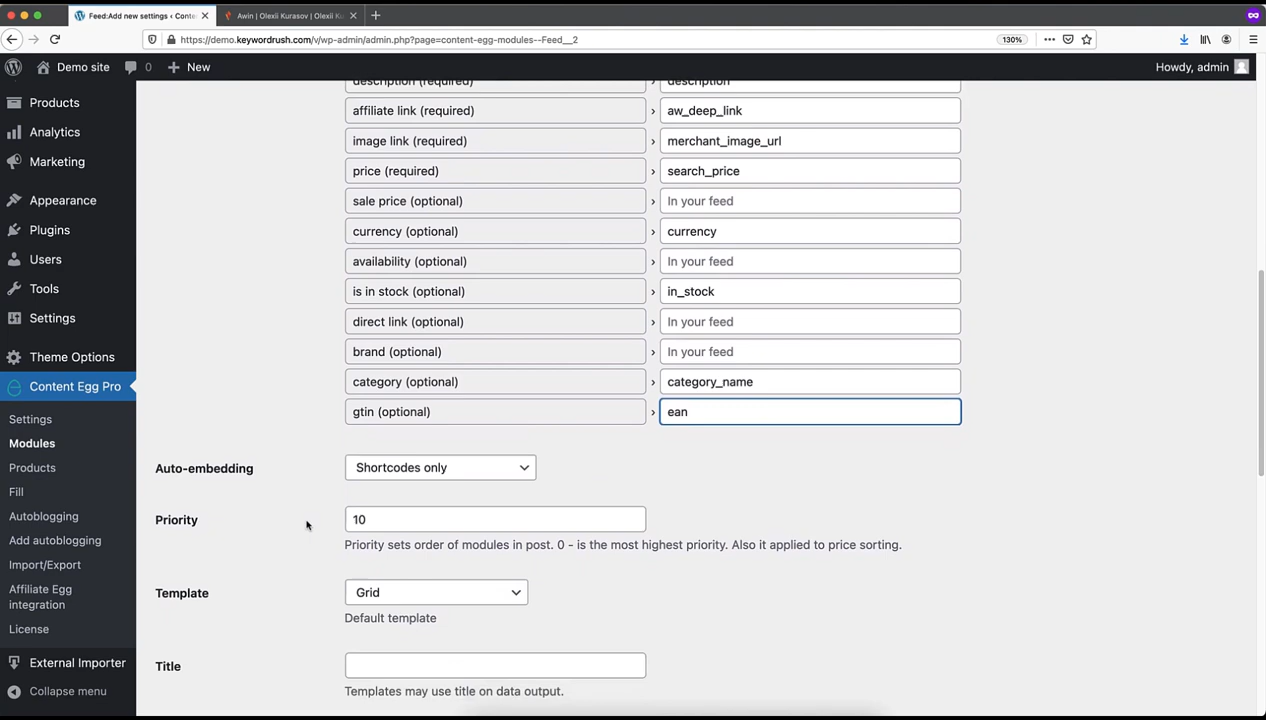 Feed:Add new settings ‹ Conte
Awin | Olexii Kurasov | Olexii Ku
https://demo.keywordrush.com/v/wp-admin/admin.php?page=content-egg-modules--Feed__2
130%
Demo site
0
New
Howdy, admin
Products
Analytics
Marketing
Appearance
Plugins
Users
Tools
Settings
Theme Options
Content Egg Pro
Settings
Modules
Products
Fill
Autoblogging
Add autoblogging
Import/Export
Affiliate Egg
integration
License
External Importer
Collapse menu
description (required) description
affiliate link (required) › aw_deep_link
image link (required) › merchant_image_url
price (required) › search_price
sale price (optional) › In your feed
currency (optional) › currency
availability (optional) › In your feed
is in stock (optional) › in_stock
direct link (optional) › In your feed
brand (optional) › In your feed
category (optional) › category_name
gtin (optional) › ean
Auto-embedding Shortcodes only
Priority 10
Priority sets order of modules in post. 0 - is the most highest priority. Also it applied to price sorting.
Template Grid
Default template
Title
Templates may use title on data output.